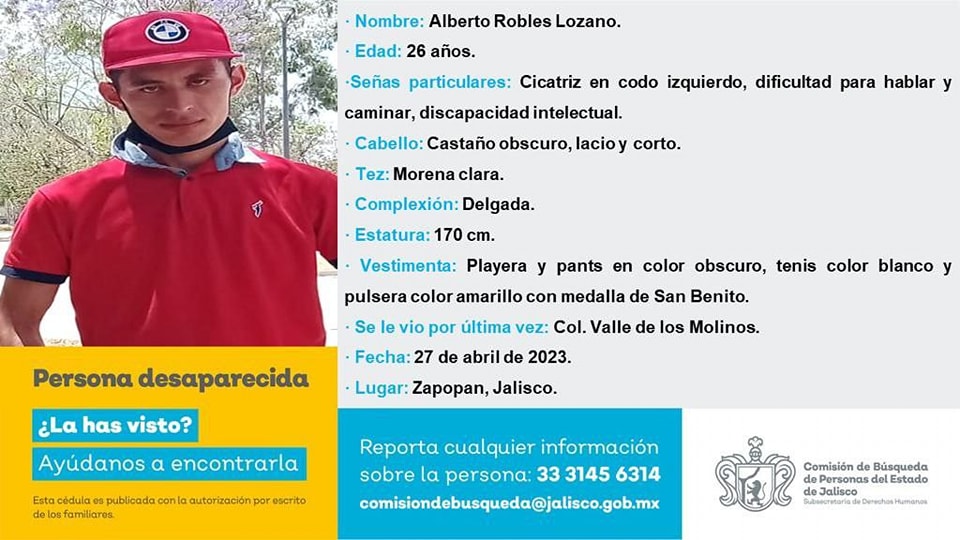 · Nombre: Alberto Robles Lozano.
· Edad: 26 años.
·Señas particulares: Cicatriz en codo izquierdo, dificultad para hablar y
caminar, discapacidad intelectual.
· Cabello: Castaño obscuro, lacio y corto.
· Tez: Morena clara.
· Complexión: Delgada.
· Estatura: 170 cm.
· Vestimenta: Playera y pants en color obscuro, tenis color blanco y
pulsera color amarillo con medalla de San Benito.
· Se le vio por última vez: Col. Valle de los Molinos.
· Fecha: 27 de abril de 2023.
· Lugar: Zapopan, Jalisco.
Persona desaparecida
¿La has visto?
Ayúdanos a encontrarla
Esta cédula es publicada con la autorización por escrito
de los familiares.
Reporta cualquier información
sobre la persona: 33 3145 6314
comisiondebusqueda@jalisco.gob.mx
Comisión de Búsqueda
de Personas del Estado
de Jalisco
Subsecretaría de Derechos Humanos